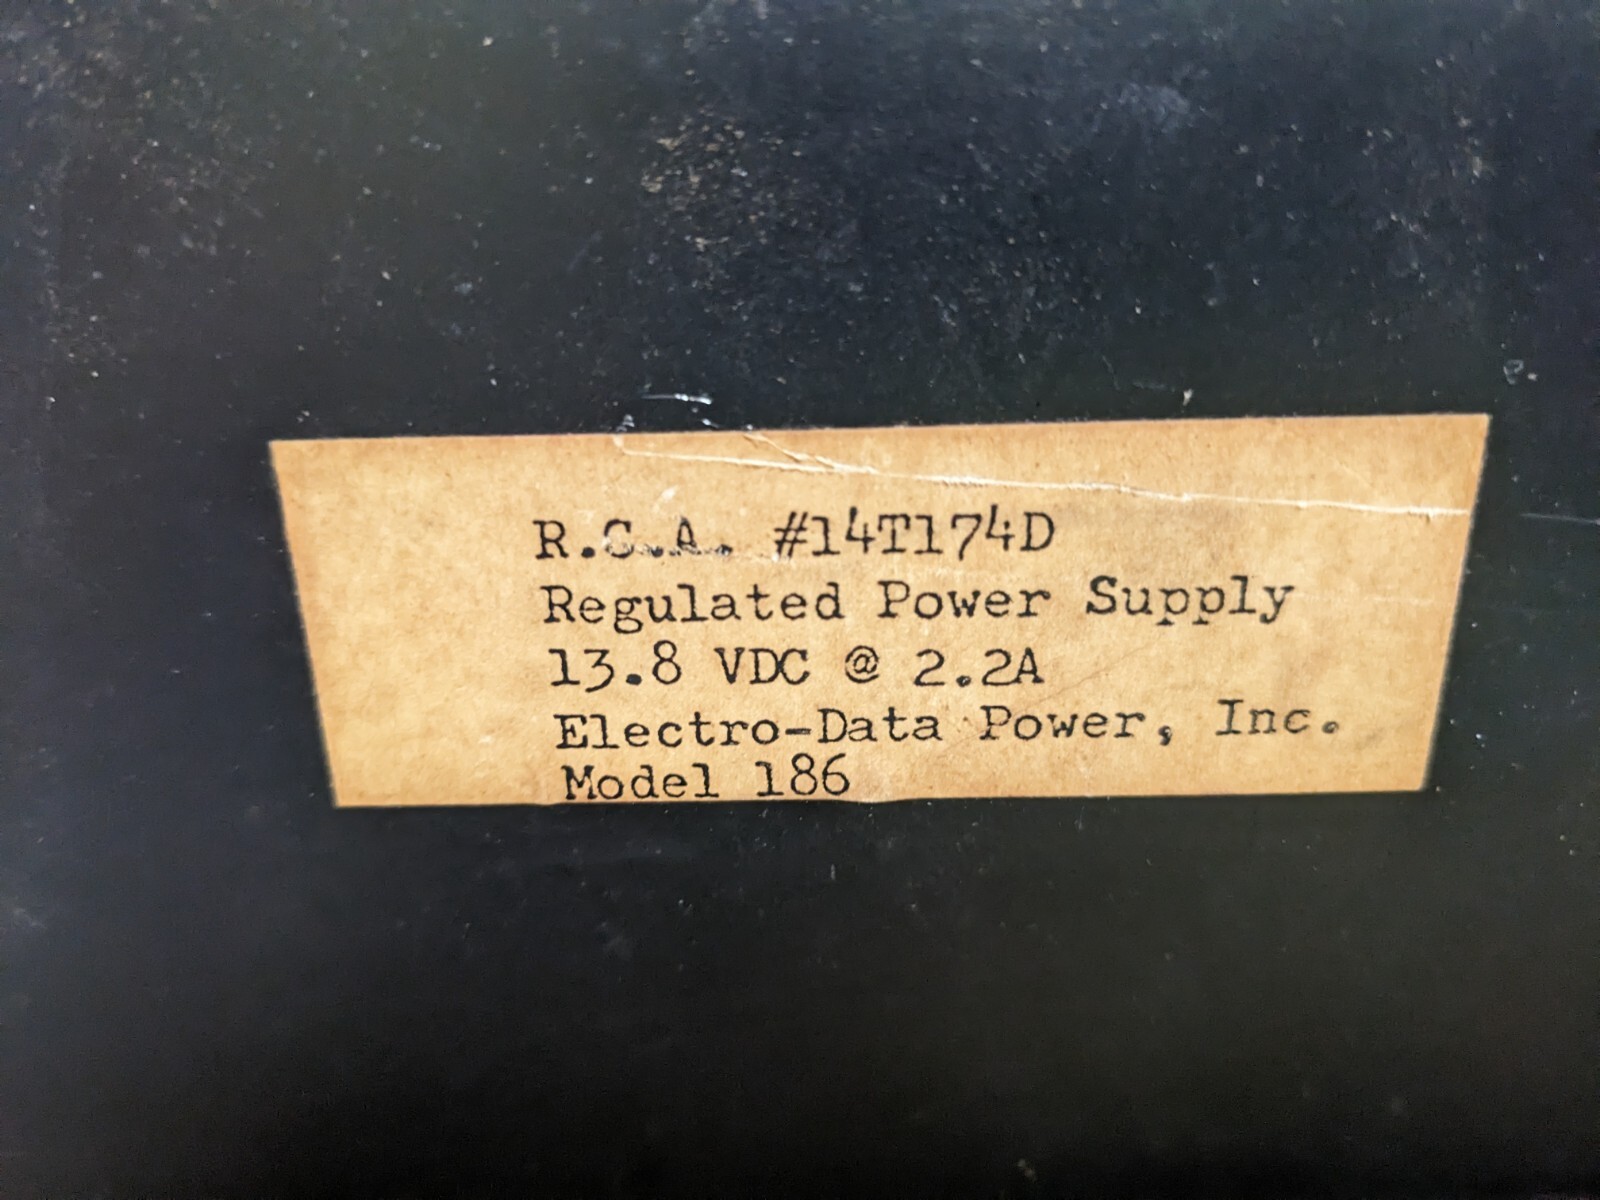 R.C.A. #14T174D
Regulated Power Supply
13.8 VDC @ 2.2A
Electro-Data Power, Inc.
Model 186